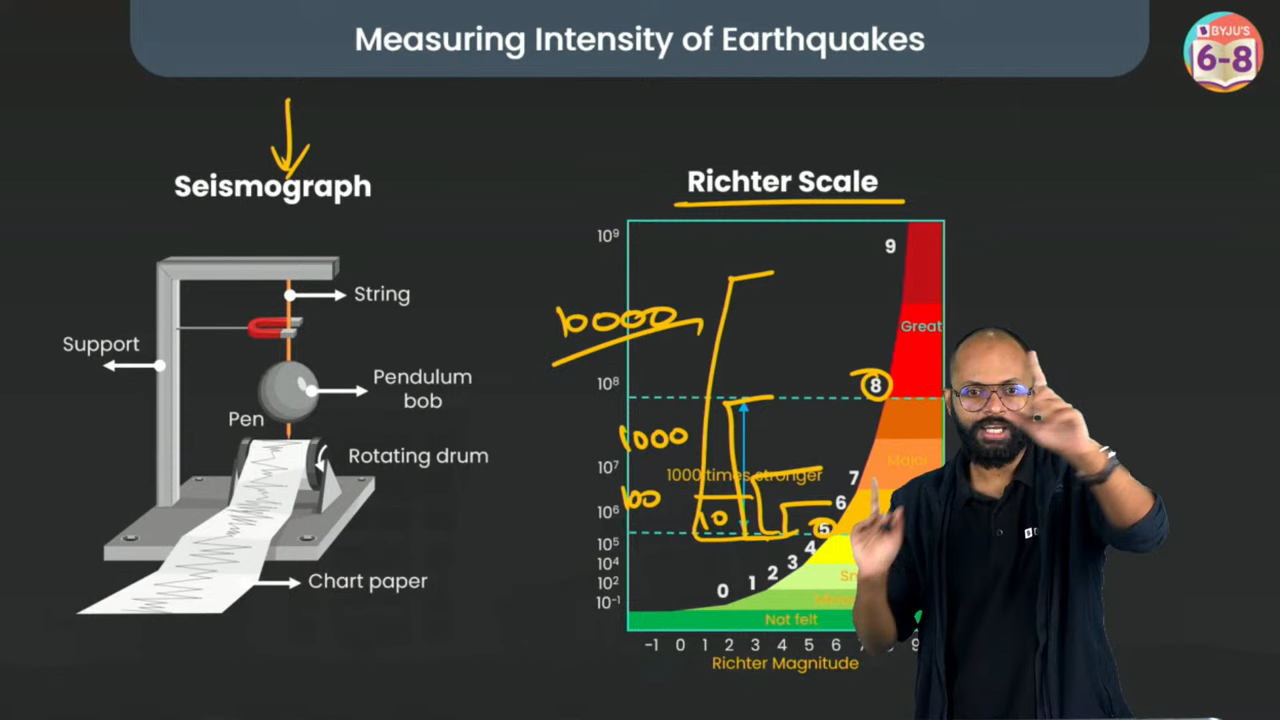 Measuring Intensity of Earthquakes
BYJU'S
6-8
Seismograph
String
Support
Pendulum
bob
Pen
Rotating drum
Chart paper
Richter Scale
10⁹
9
Great
10000
10⁸
8
1000
Major
10⁷
1000 times stronger
7
100
10⁶
6
10
5
10⁵
4
10⁴
3
10²
2
1
0
10⁻¹
Not felt
-1 0 1 2 3 4 5 6 7
Richter Magnitude